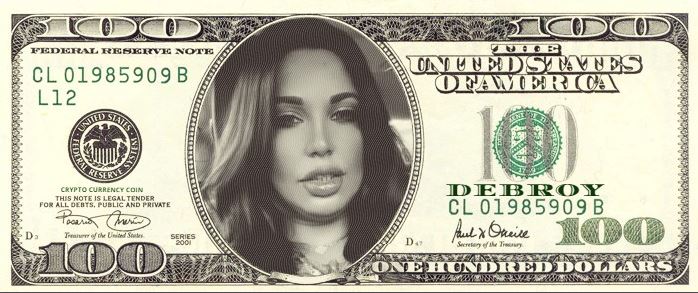 100
100
FEDERAL RESERVE NOTE
THE
UNITED STATES
OF AMERICA
CL 01985909 B
L12
UNITED STATES
FEDERAL RESERVE SYSTEM
100
CRYPTO CURRENCY COIN
THIS NOTE IS LEGAL TENDER
FOR ALL DEBTS, PUBLIC AND PRIVATE
DEBROY
CL 01985909 B
Rosario Marin
Treasurer of the United States.
SERIES
2001
Paul H O'Neill
Secretary of the Treasury.
D 3
D 47
100
100
ONE HUNDRED DOLLARS